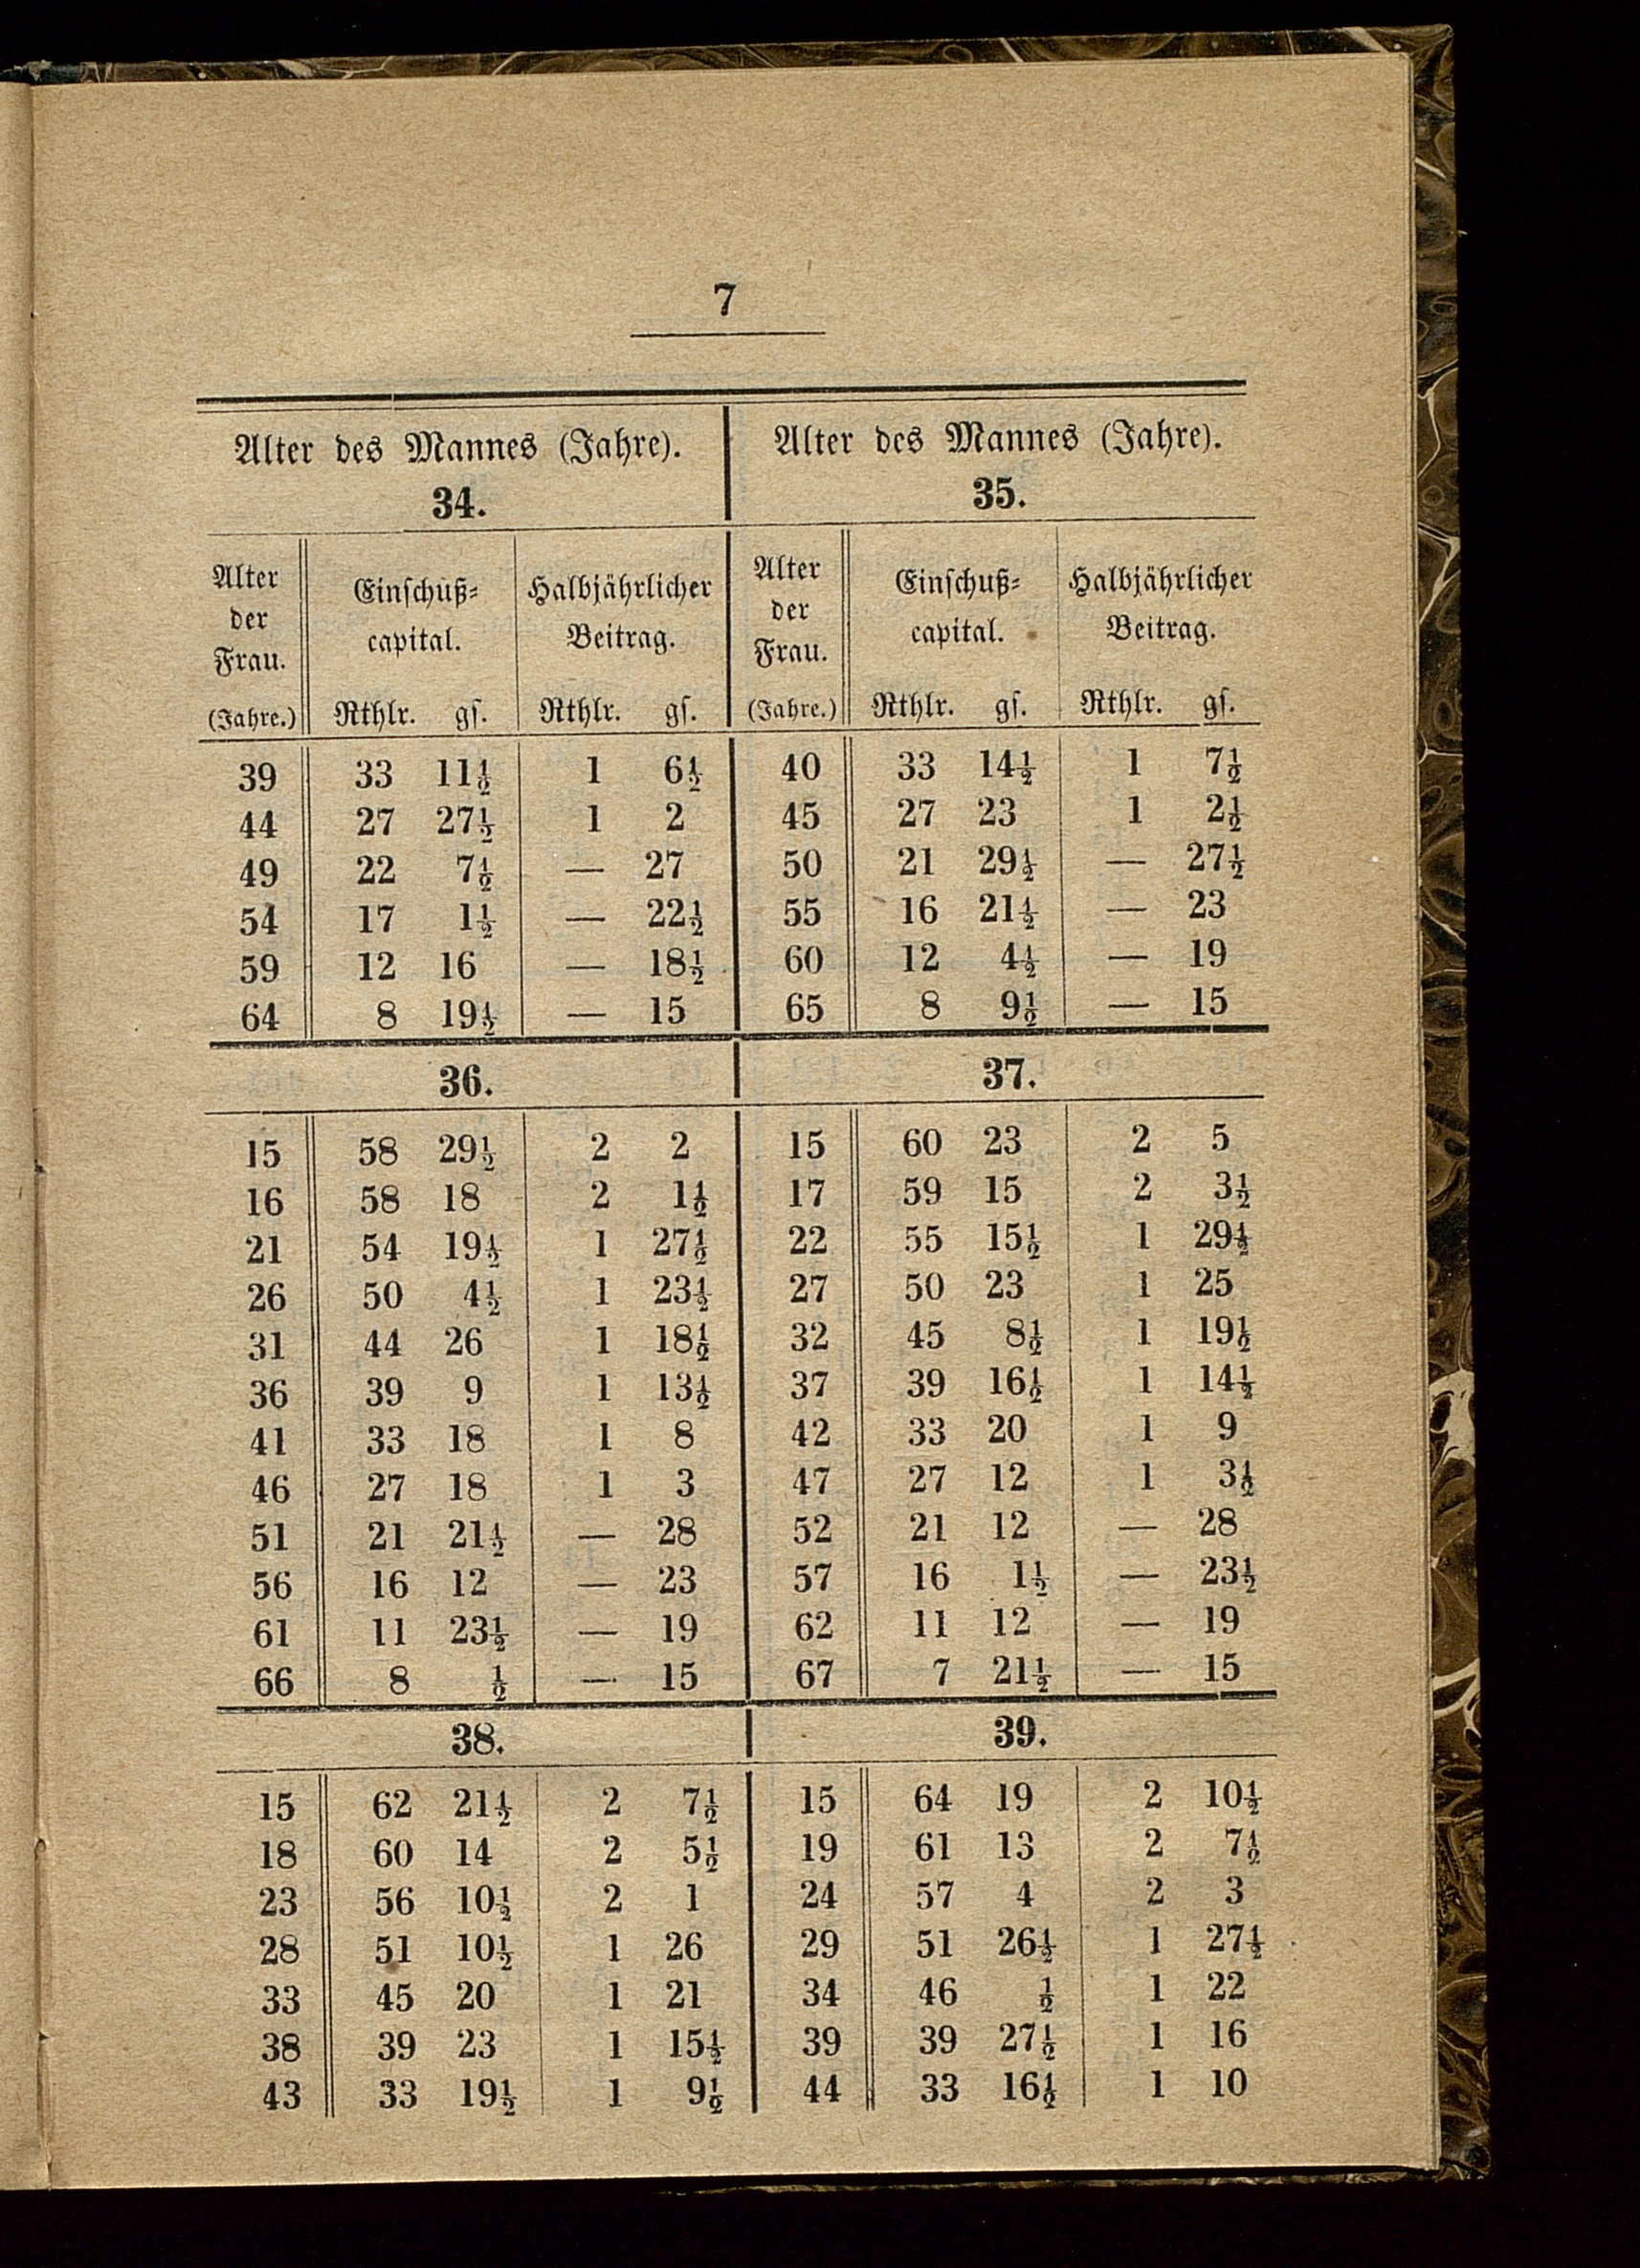 7
Alter des Mannes (Jahre). Alter des Mannes (Jahre).
34. 35.
Alter Einschuß= Halbjährlicher Alter Einschuß= Halbjährlicher
der capital. Beitrag. der capital. Beitrag.
Frau. Frau.
(Jahre.) Rthlr. gs. Rthlr. gs. (Jahre.) Rthlr. gs. Rthlr. gs.
39 33 11½ 1 6½ 40 33 14½ 1 7½
44 27 27½ 1 2 45 27 23 1 2½
49 22 7½ — 27 50 21 29½ — 27½
54 17 1½ — 22½ 55 16 21½ — 23
59 12 16 — 18½ 60 12 4½ — 19
64 8 19½ — 15 65 8 9½ — 15
36. 37.
15 58 29½ 2 2 15 60 23 2 5
16 58 18 2 1½ 17 59 15 2 3½
21 54 19½ 1 27½ 22 55 15½ 1 29½
26 50 4½ 1 23½ 27 50 23 1 25
31 44 26 1 18½ 32 45 8½ 1 19½
36 39 9 1 13½ 37 39 16½ 1 14½
41 33 18 1 8 42 33 20 1 9
46 27 18 1 3 47 27 12 1 3½
51 21 21½ — 28 52 21 12 — 28
56 16 12 — 23 57 16 1½ — 23½
61 11 23½ — 19 62 11 12 — 19
66 8 ½ — 15 67 7 21½ — 15
38. 39.
15 62 21½ 2 7½ 15 64 19 2 10½
18 60 14 2 5½ 19 61 13 2 7½
23 56 10½ 2 1 24 57 4 2 3
28 51 10½ 1 26 29 51 26½ 1 27½
33 45 20 1 21 34 46 ½ 1 22
38 39 23 1 15½ 39 39 27½ 1 16
43 33 19½ 1 9½ 44 33 16½ 1 10